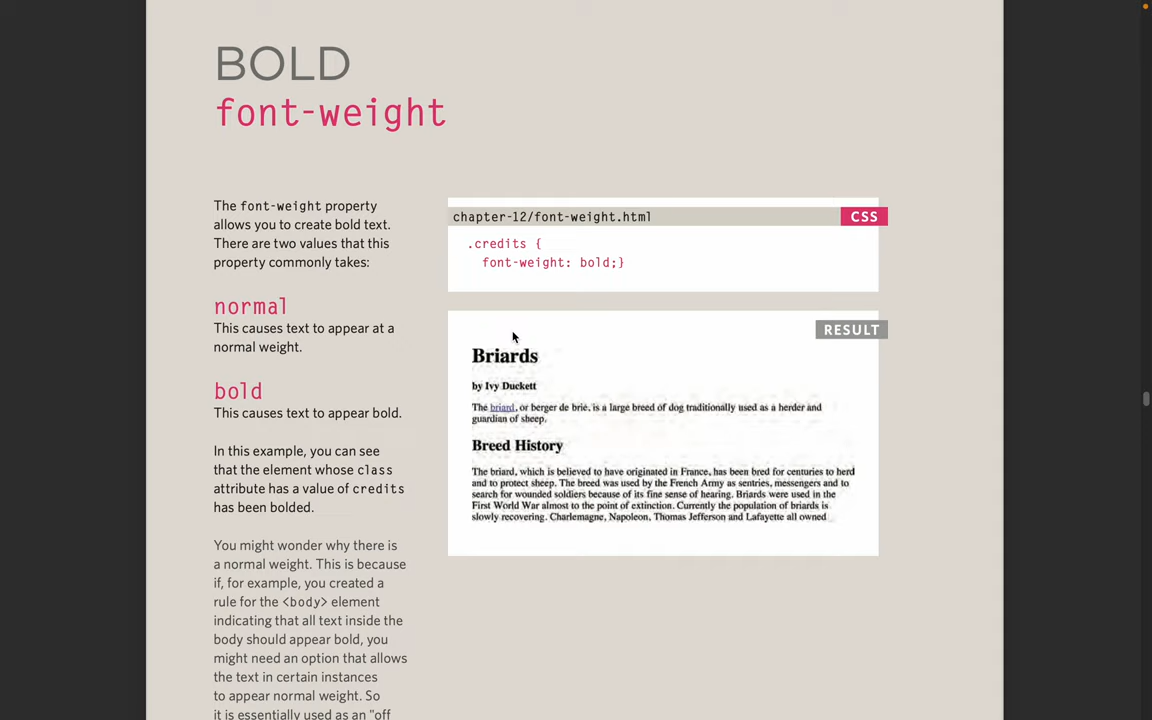 BOLD
font-weight
The font-weight property
allows you to create bold text.
There are two values that this
property commonly takes:
normal
This causes text to appear at a
normal weight.
bold
This causes text to appear bold.
In this example, you can see
that the element whose class
attribute has a value of credits
has been bolded.
You might wonder why there is
a normal weight. This is because
if, for example, you created a
rule for the <body> element
indicating that all text inside the
body should appear bold, you
might need an option that allows
the text in certain instances
to appear normal weight. So
it is essentially used as an "off
chapter-12/font-weight.html
CSS
.credits {
font-weight: bold;}
RESULT
Briards
by Ivy Duckett
The briard, or berger de brie, is a large breed of dog traditionally used as a herder and
guardian of sheep.
Breed History
The briard, which is believed to have originated in France, has been bred for centuries to herd
and to protect sheep. The breed was used by the French Army as sentries, messengers and to
search for wounded soldiers because of its fine sense of hearing. Briards were used in the
First World War almost to the point of extinction. Currently the population of briards is
slowly recovering. Charlemagne, Napoleon, Thomas Jefferson and Lafayette all owned